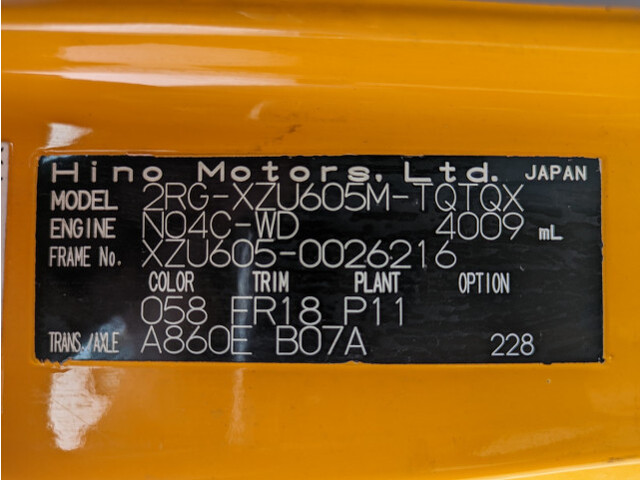 Hino Motors, Ltd. JAPAN
MODEL 2RG-XZU605M-TQTQX
ENGINE N04C-WD 4009 mL
FRAME No. XZU605-0026216
COLOR TRIM PLANT OPTION
058 FR18 P11
TRANS./AXLE A860E B07A 228